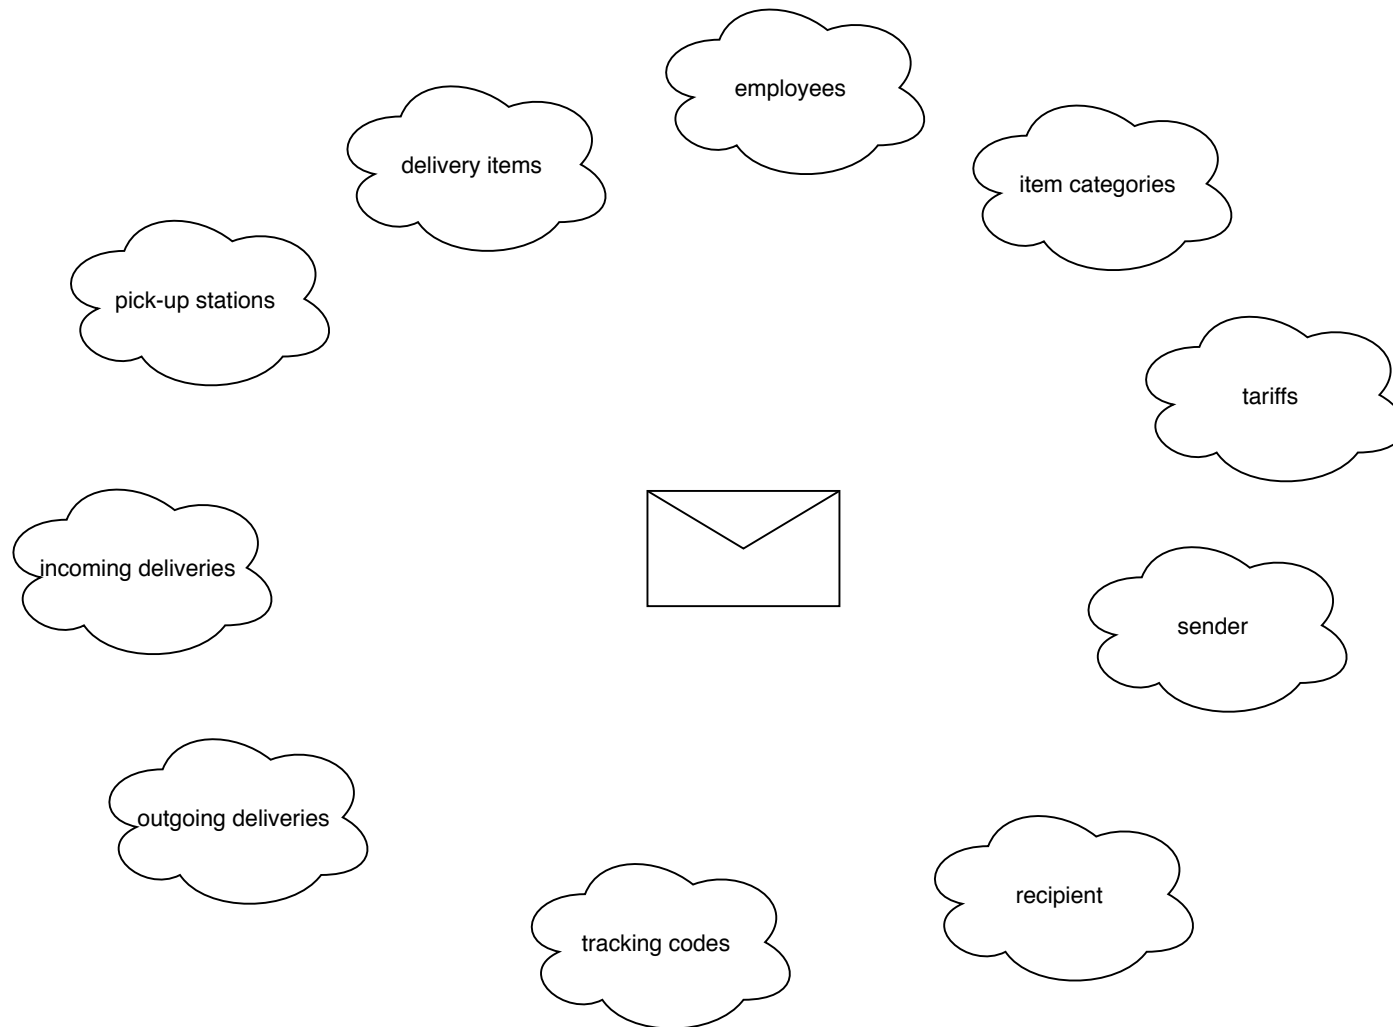 employees
delivery items
item categories
pick-up stations
tariffs
incoming deliveries
sender
outgoing deliveries
recipient
tracking codes